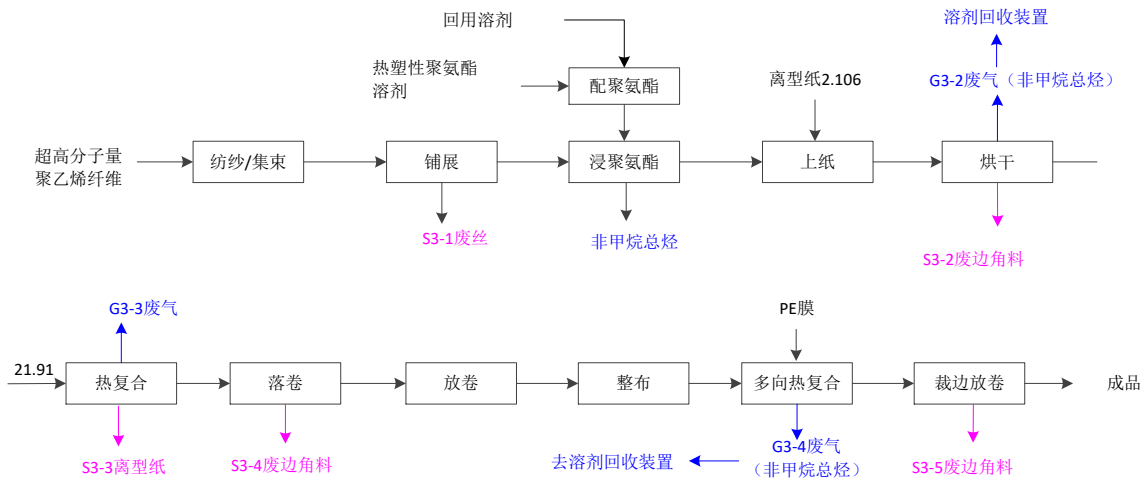 回用溶剂
溶剂回收装置
热塑性聚氨酯
溶剂
配聚氨酯
离型纸2.106
G3-2废气（非甲烷总烃）
超高分子量
聚乙烯纤维
纺纱/集束
铺展
浸聚氨酯
上纸
烘干
S3-1废丝
非甲烷总烃
S3-2废边角料
G3-3废气
PE膜
21.91
热复合
落卷
放卷
整布
多向热复合
裁边放卷
成品
S3-3离型纸
S3-4废边角料
去溶剂回收装置
G3-4废气
(非甲烷总烃)
S3-5废边角料